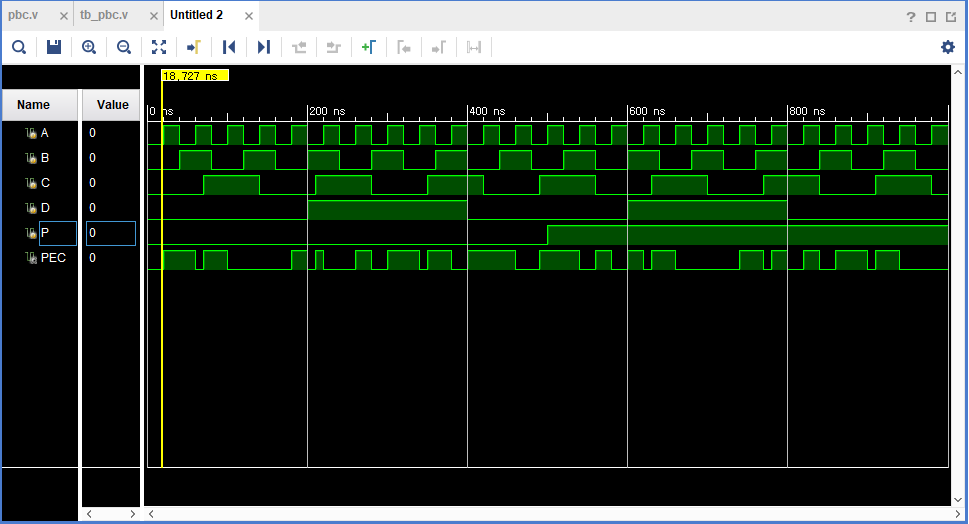 pbc.v × tb_pbc.v × Untitled 2 ×
?
18,727 ns
Name Value
0 ns 200 ns 400 ns 600 ns 800 ns
A 0
B 0
C 0
D 0
P 0
PEC 0